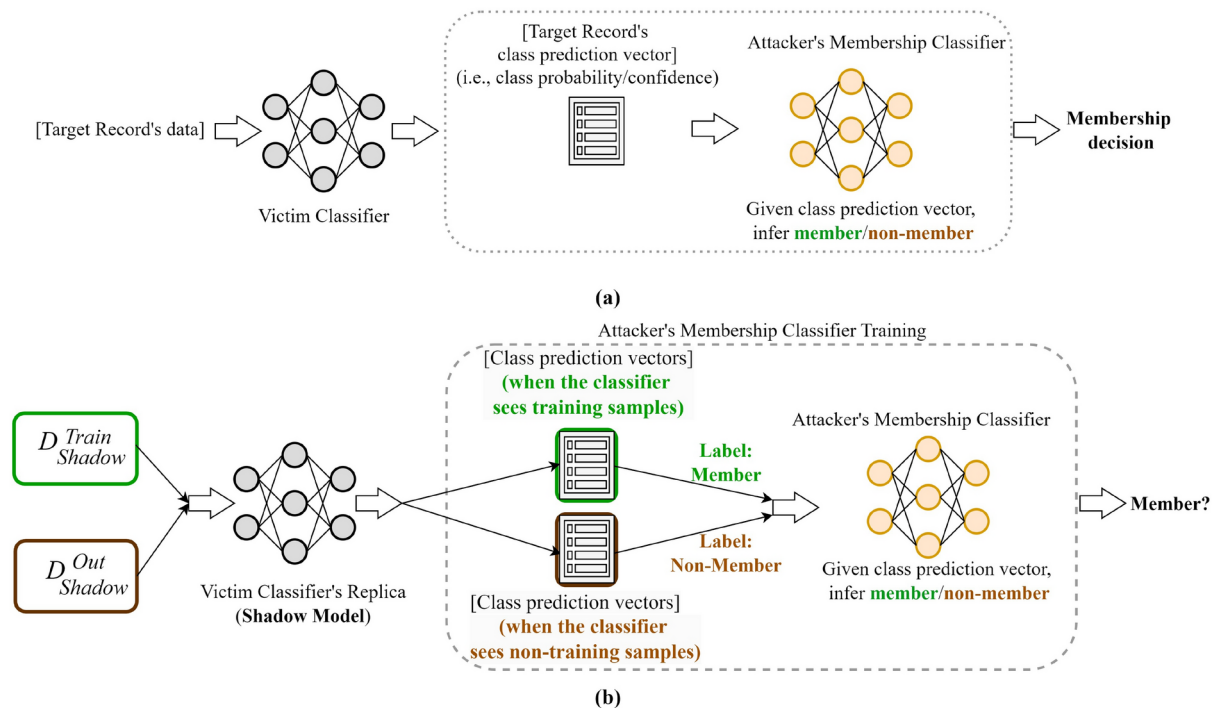 [Target Record's data]
Victim Classifier
[Target Record's
class prediction vector]
(i.e., class probability/confidence)
Attacker's Membership Classifier
Given class prediction vector,
infer member/non-member
Membership
decision
(a)
Attacker's Membership Classifier Training
D Train Shadow
D Out Shadow
Victim Classifier's Replica
(Shadow Model)
[Class prediction vectors]
(when the classifier
sees training samples)
Label:
Member
Label:
Non-Member
[Class prediction vectors]
(when the classifier
sees non-training samples)
Attacker's Membership Classifier
Given class prediction vector,
infer member/non-member
Member?
(b)